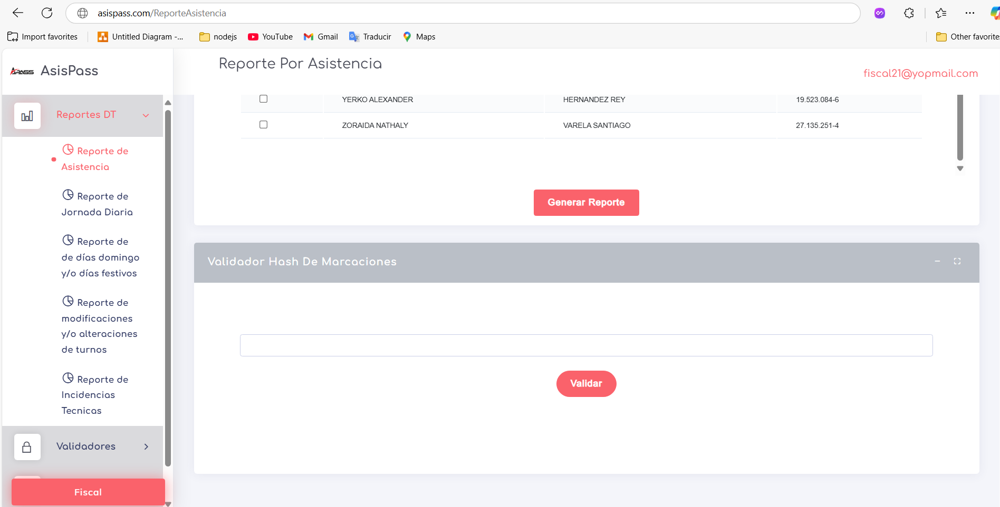 asispass.com/ReporteAsistencia
Import favorites
Untitled Diagram -...
nodejs
YouTube
Gmail
Traducir
Maps
Other favorite
APASS AsisPass
Reporte Por Asistencia
fiscal21@yopmail.com
Reportes DT
Reporte de
Asistencia
Reporte de
Jornada Diaria
Reporte de
de días domingo
y/o días festivos
Reporte de
modificaciones
y/o alteraciones
de turnos
Reporte de
Incidencias
Tecnicas
Validadores
Fiscal
YERKO ALEXANDER HERNANDEZ REY 19.523.084-6
ZORAIDA NATHALY VARELA SANTIAGO 27.135.251-4
Generar Reporte
Validador Hash De Marcaciones
Validar